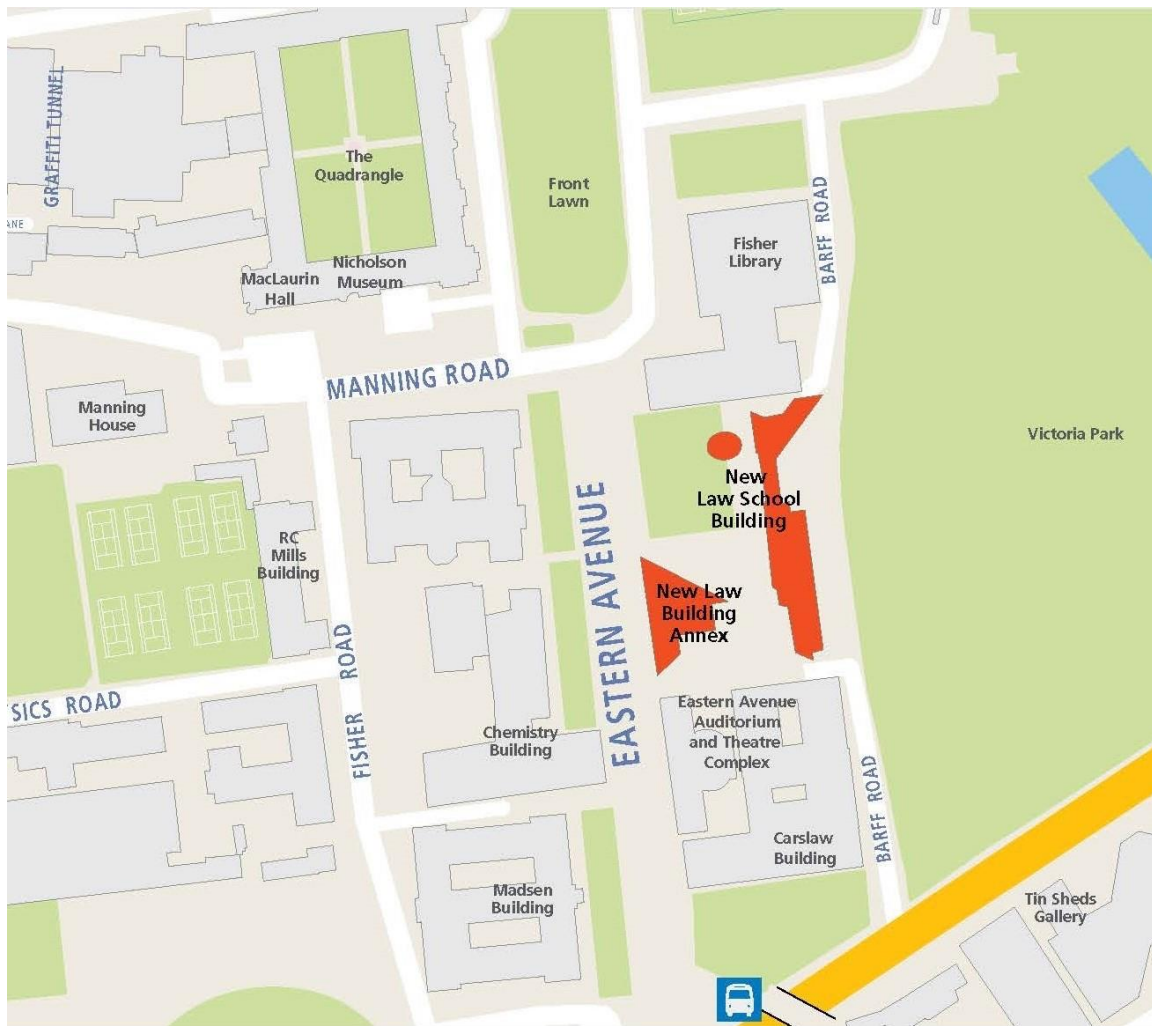 GRAFFITI TUNNEL
The
Quadrangle
Front
Lawn
BARFF ROAD
ANE
Fisher
Library
Nicholson
Museum
MacLaurin
Hall
MANNING ROAD
Manning
House
Victoria Park
New
Law School
Building
RC
Mills
Building
EASTERN AVENUE
New Law
Building
Annex
FISHER ROAD
SICS ROAD
Eastern Avenue
Auditorium
and Theatre
Complex
Chemistry
Building
BARFF ROAD
Carslaw
Building
Madsen
Building
Tin Sheds
Gallery